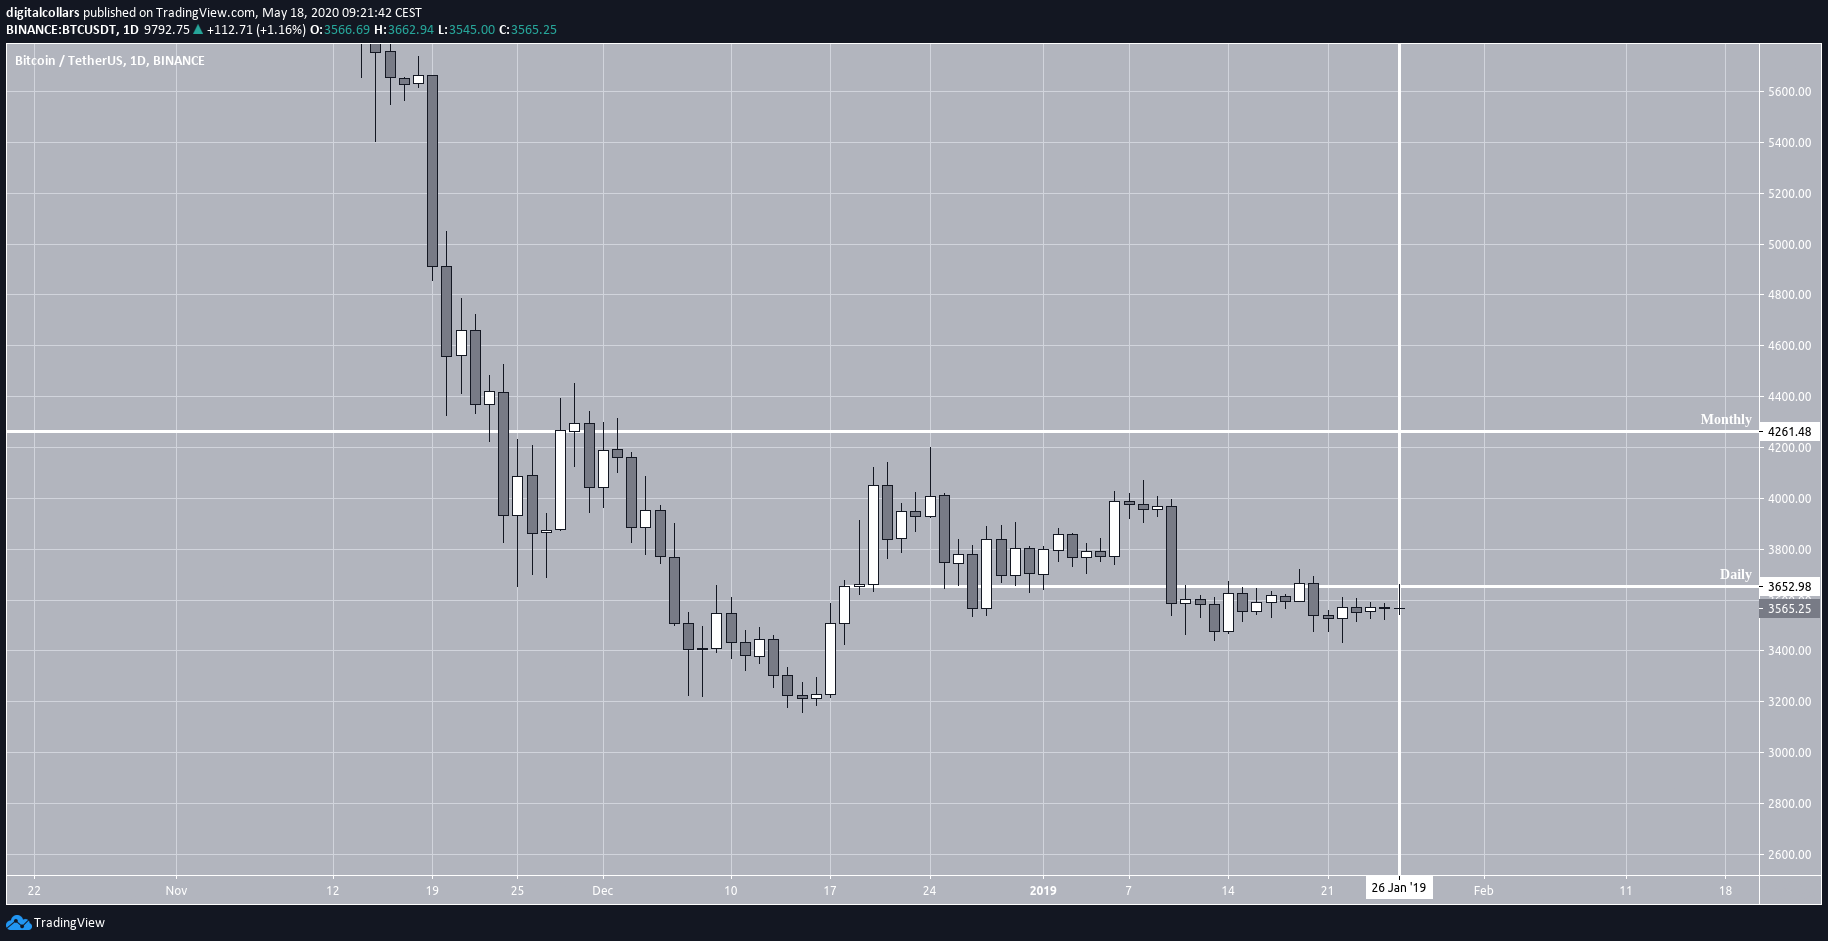 digitalcollars published on TradingView.com, May 18, 2020 09:21:42 CEST
BINANCE:BTCUSDT, 1D 9792.75 ▲ +112.71 (+1.16%) O:3566.69 H:3662.94 L:3545.00 C:3565.25
Bitcoin / TetherUS, 1D, BINANCE
5600.00
5400.00
5200.00
5000.00
4800.00
4600.00
4400.00
Monthly
4261.48
4200.00
4000.00
3800.00
Daily
3652.98
3565.25
3400.00
3200.00
3000.00
2800.00
2600.00
22 Nov 12 19 25 Dec 10 17 24 2019 7 14 21 26 Jan '19 Feb 11 18
TradingView